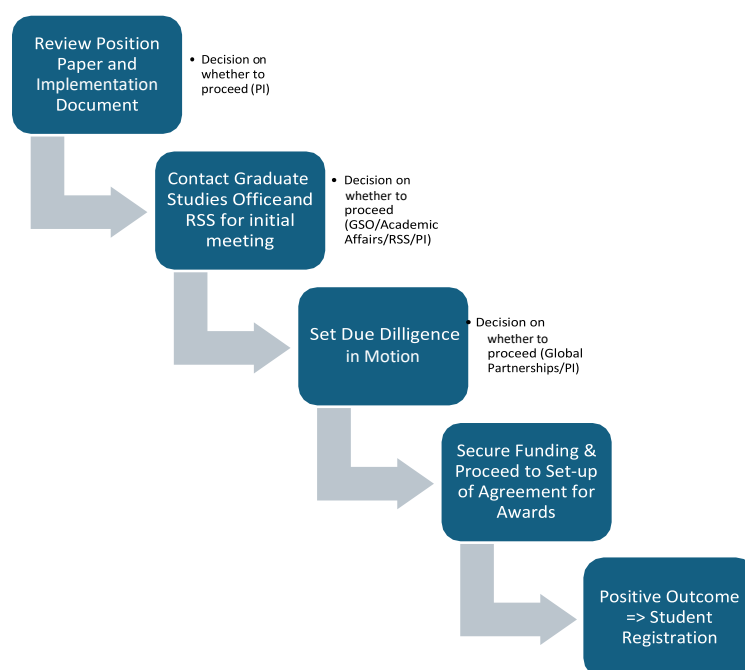 Review Position
Paper and
Implementation
Document
• Decision on
whether to
proceed (PI)
Contact Graduate
Studies Officeand
RSS for initial
meeting
• Decision on
whether to
proceed
(GSO/Academic
Affairs/RSS/PI)
Set Due Dilligence
in Motion
• Decision on
whether to
proceed (Global
Partnerships/PI)
Secure Funding &
Proceed to Set-up
of Agreement for
Awards
Positive Outcome
=> Student
Registration